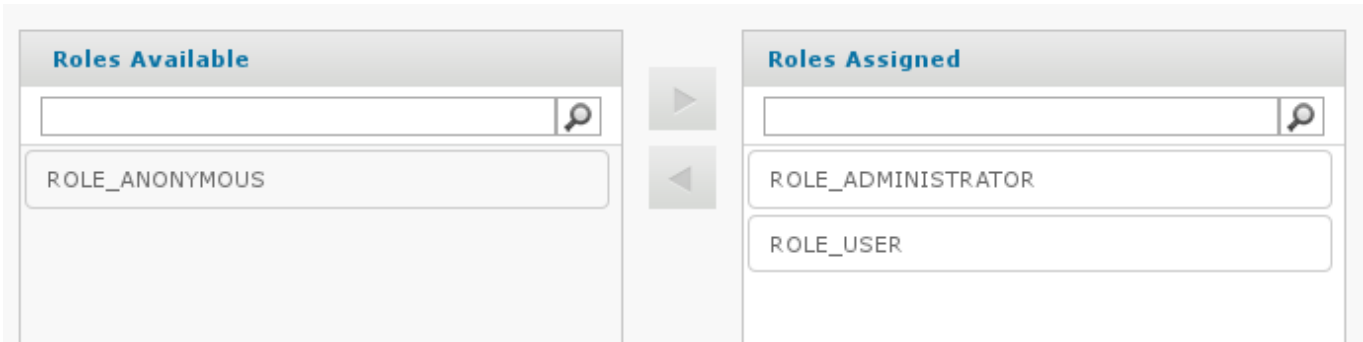 Roles Available
ROLE_ANONYMOUS
Roles Assigned
ROLE_ADMINISTRATOR
ROLE_USER